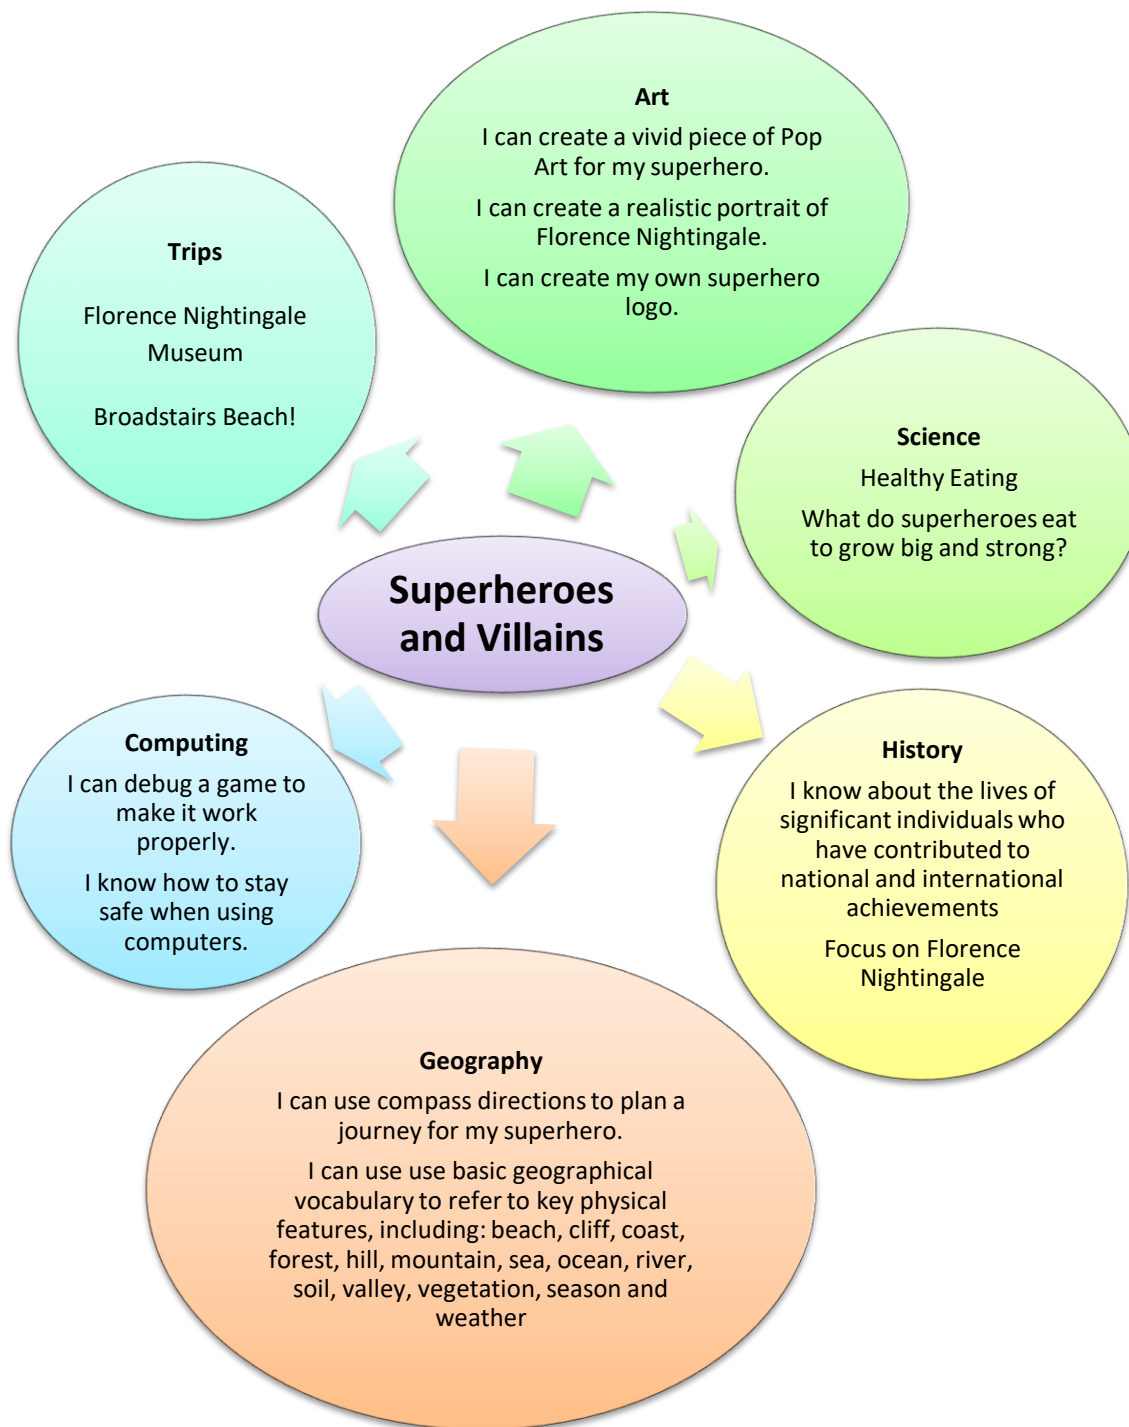 Art
I can create a vivid piece of Pop
Art for my superhero.
I can create a realistic portrait of
Florence Nightingale.
I can create my own superhero
logo.
Trips
Florence Nightingale
Museum
Broadstairs Beach!
Science
Healthy Eating
What do superheroes eat
to grow big and strong?
Superheroes
and Villains
Computing
I can debug a game to
make it work
properly.
I know how to stay
safe when using
computers.
History
I know about the lives of
significant individuals who
have contributed to
national and international
achievements
Focus on Florence
Nightingale
Geography
I can use compass directions to plan a
journey for my superhero.
I can use use basic geographical
vocabulary to refer to key physical
features, including: beach, cliff, coast,
forest, hill, mountain, sea, ocean, river,
soil, valley, vegetation, season and
weather